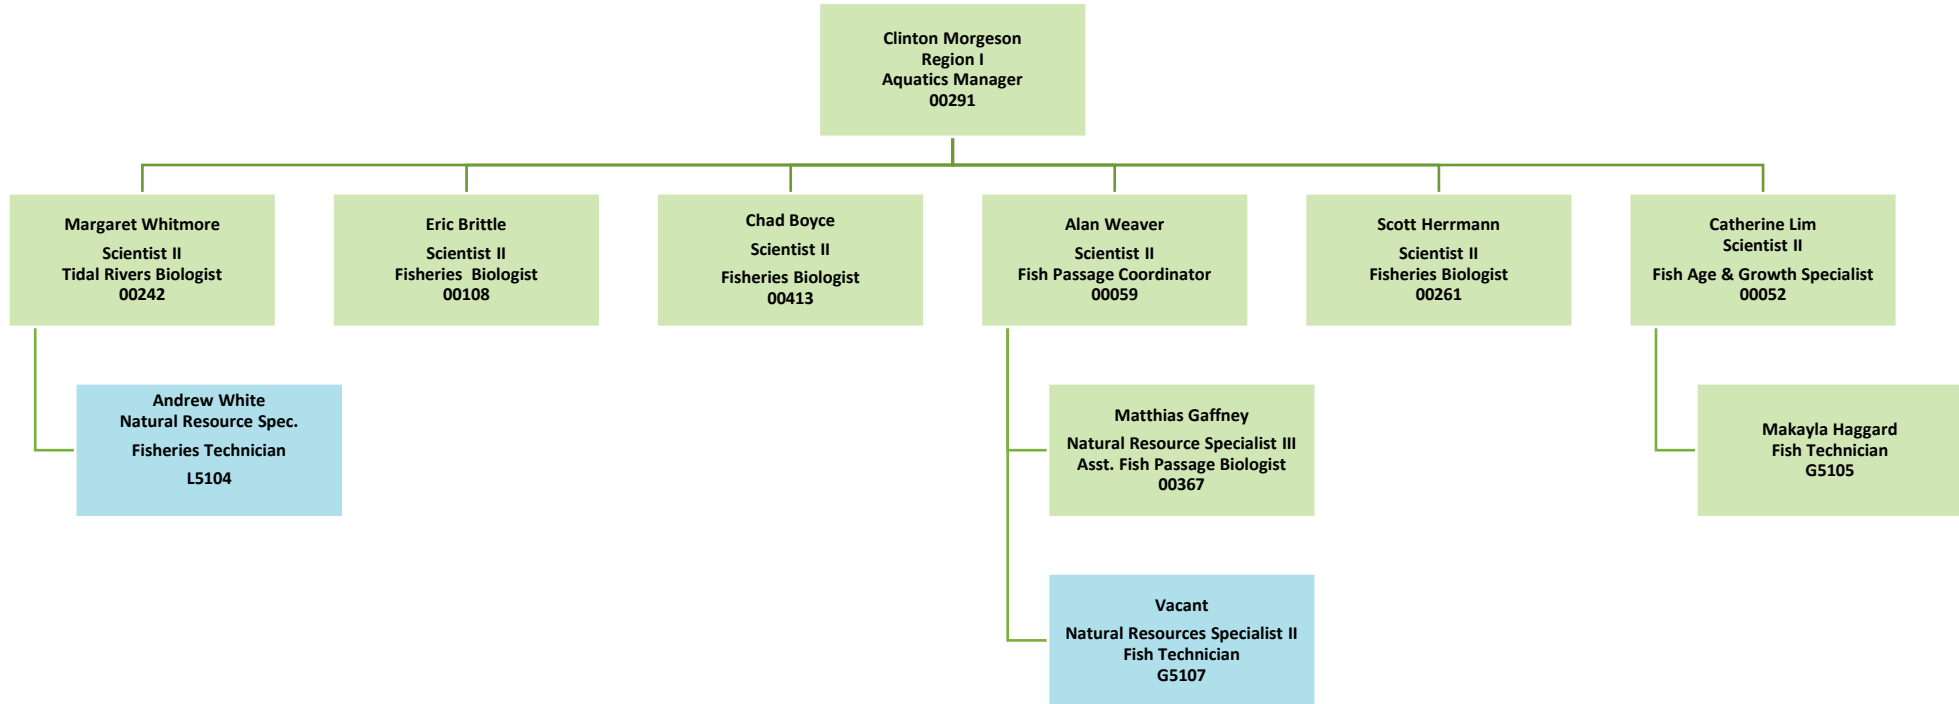 Clinton Morgeson
Region I
Aquatics Manager
00291
Margaret Whitmore
Scientist II
Tidal Rivers Biologist
00242
Eric Brittle
Scientist II
Fisheries  Biologist
00108
Chad Boyce
Scientist II
Fisheries Biologist
00413
Alan Weaver
Scientist II
Fish Passage Coordinator
00059
Scott Herrmann
Scientist II
Fisheries Biologist
00261
Catherine Lim
Scientist II
Fish Age & Growth Specialist
00052
Andrew White
Natural Resource Spec.
Fisheries Technician
L5104
Matthias Gaffney
Natural Resource Specialist III
Asst. Fish Passage Biologist
00367
Makayla Haggard
Fish Technician
G5105
Vacant
Natural Resources Specialist II
Fish Technician
G5107